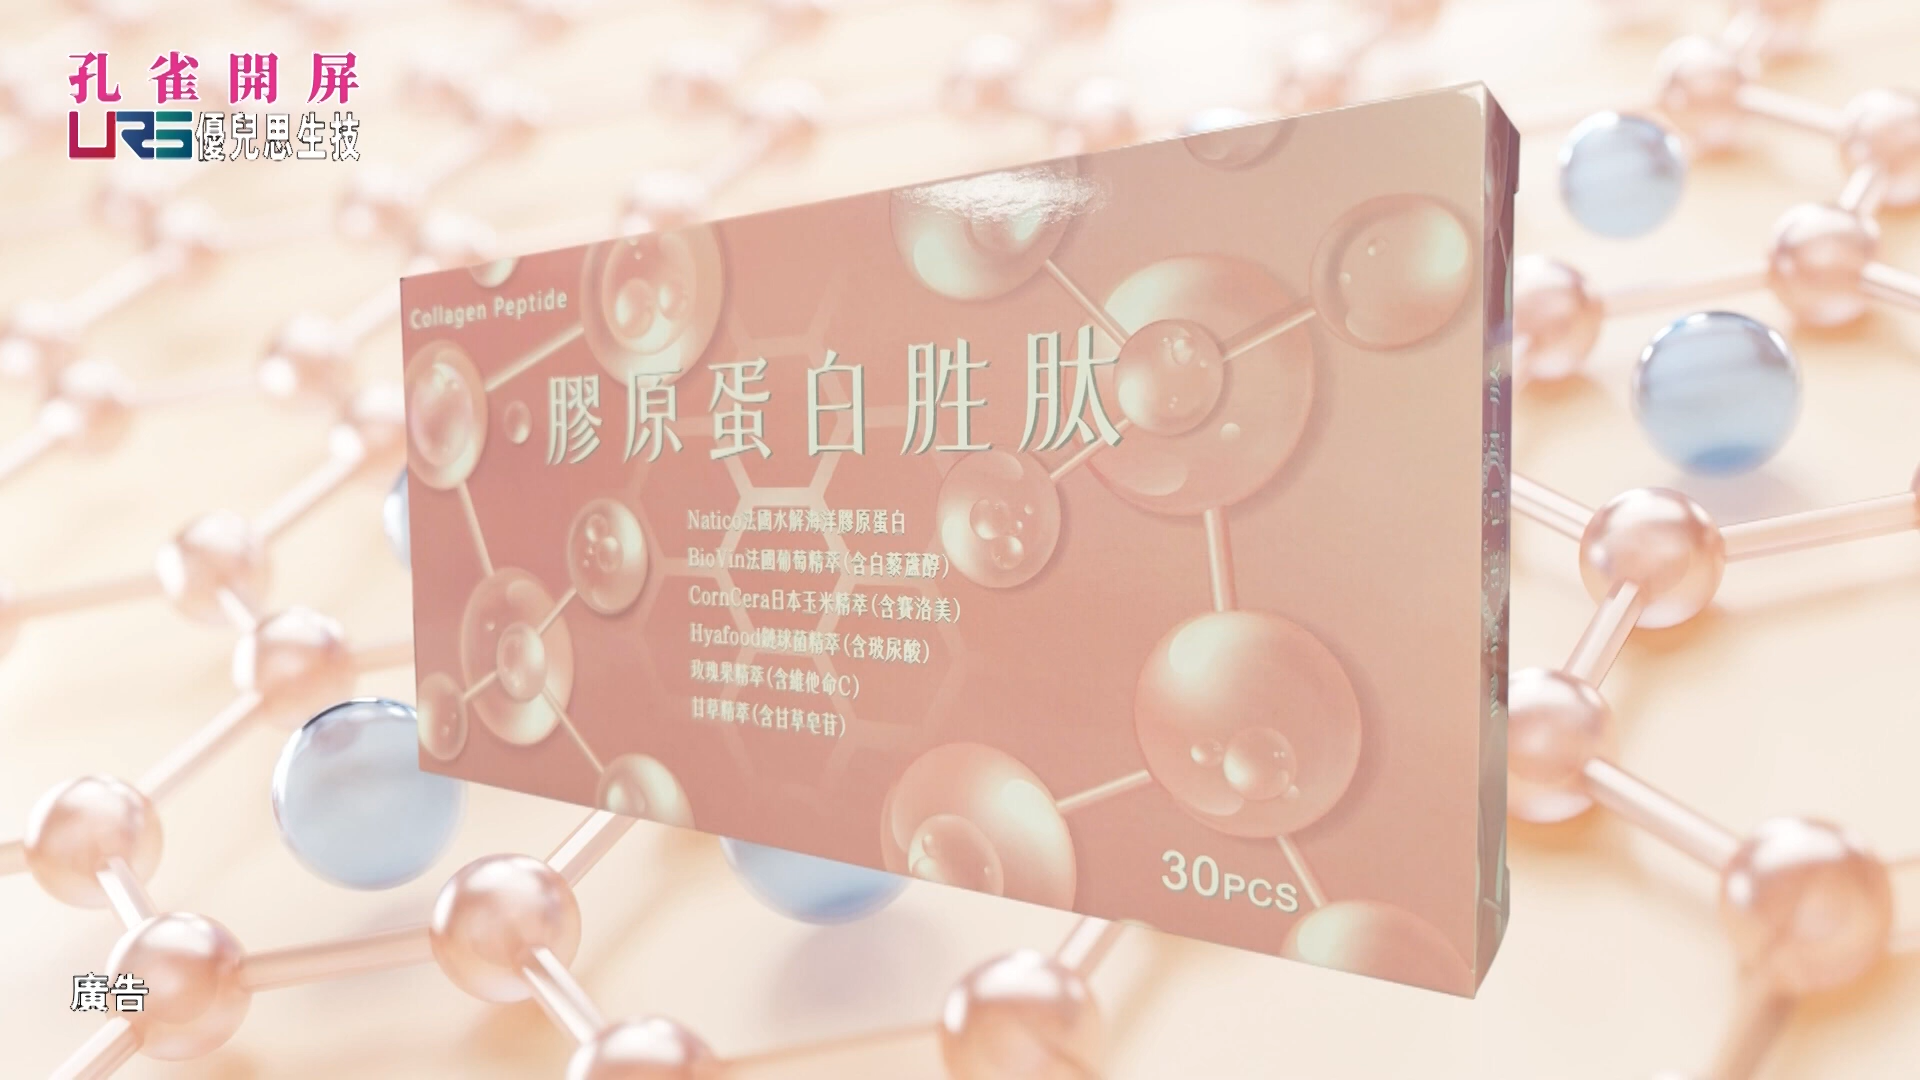 孔雀開屏
URS優兒思生技
Collagen Peptide
膠原蛋白胜肽
Natico法國水解海洋膠原蛋白
BioVin法國葡萄精萃(含白藜蘆醇)
CornCera日本玉米精萃(含賽洛美)
Hyafood鏈球菌精萃(含玻尿酸)
玫瑰果精萃(含維他命C)
甘草精萃(含甘草皂苷)
30PCS
廣告